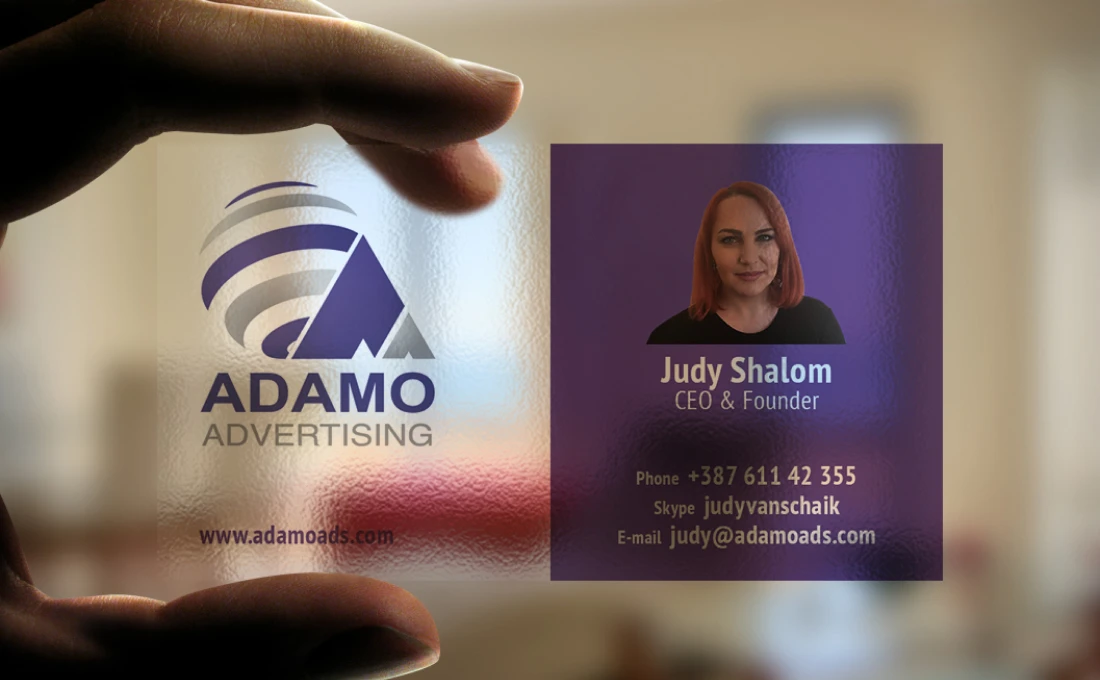 ADAMO
ADVERTISING
www.adamoads.com
Judy Shalom
CEO & Founder
Phone +387 611 42 355
Skype judyvanschaik
E-mail judy@adamoads.com